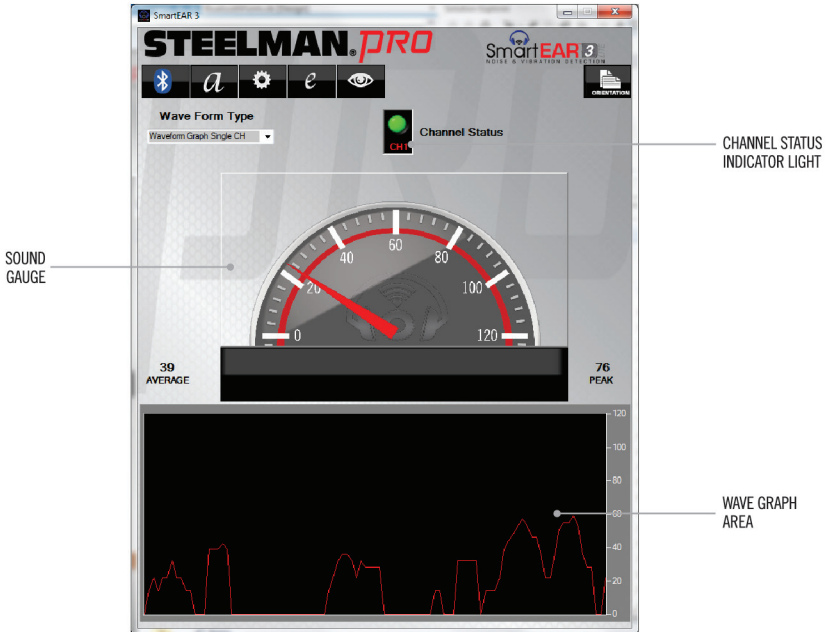 SmartEAR 3
STEELMAN. PRO
SmartEAR 3
NOISE & VIBRATION DETECTION
a
e
ORIENTATION
Wave Form Type
Waveform Graph Single CH
CH1
Channel Status
CHANNEL STATUS
INDICATOR LIGHT
SOUND
GAUGE
0
20
40
60
80
100
120
39
AVERAGE
76
PEAK
120
100
80
60
40
20
0
WAVE GRAPH
AREA